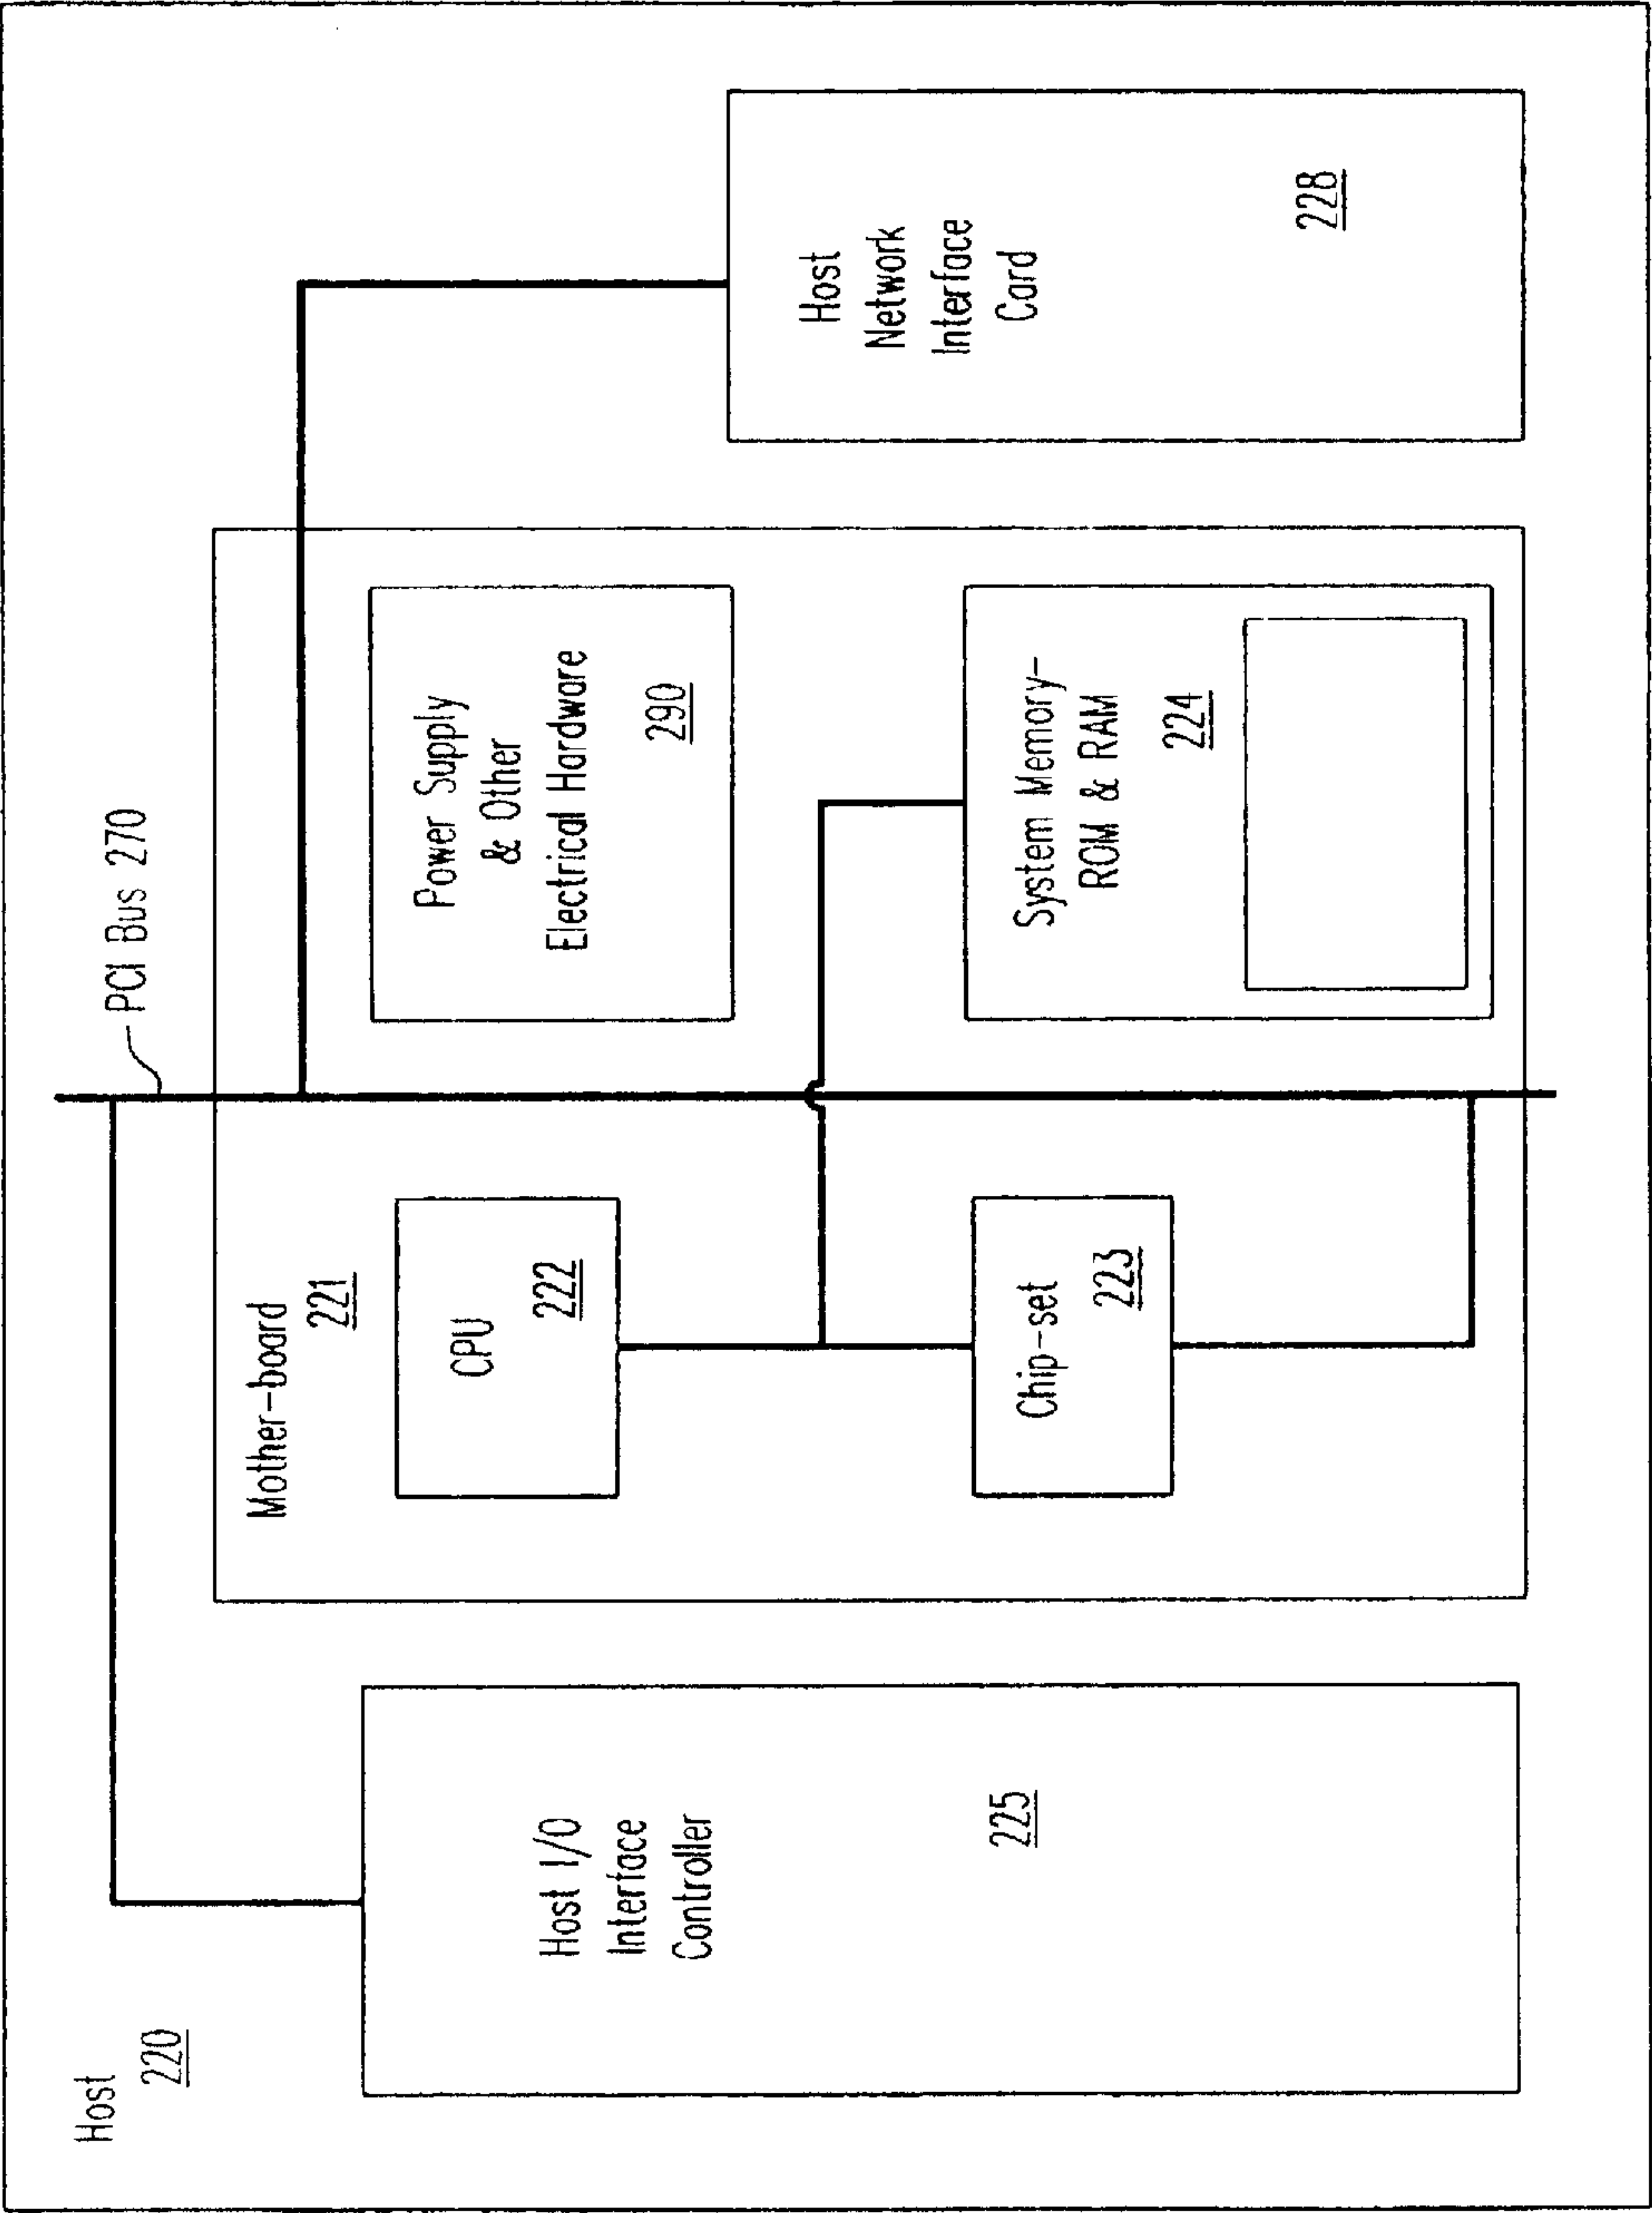 Host
220
PCI Bus 270
Host I/O
Interface
Controller
225
Mother-board
221
CPU
222
Chip-set
223
Power Supply
& Other
Electrical Hardware
290
System Memory-
ROM & RAM
224
Host
Network
Interface
Card
228